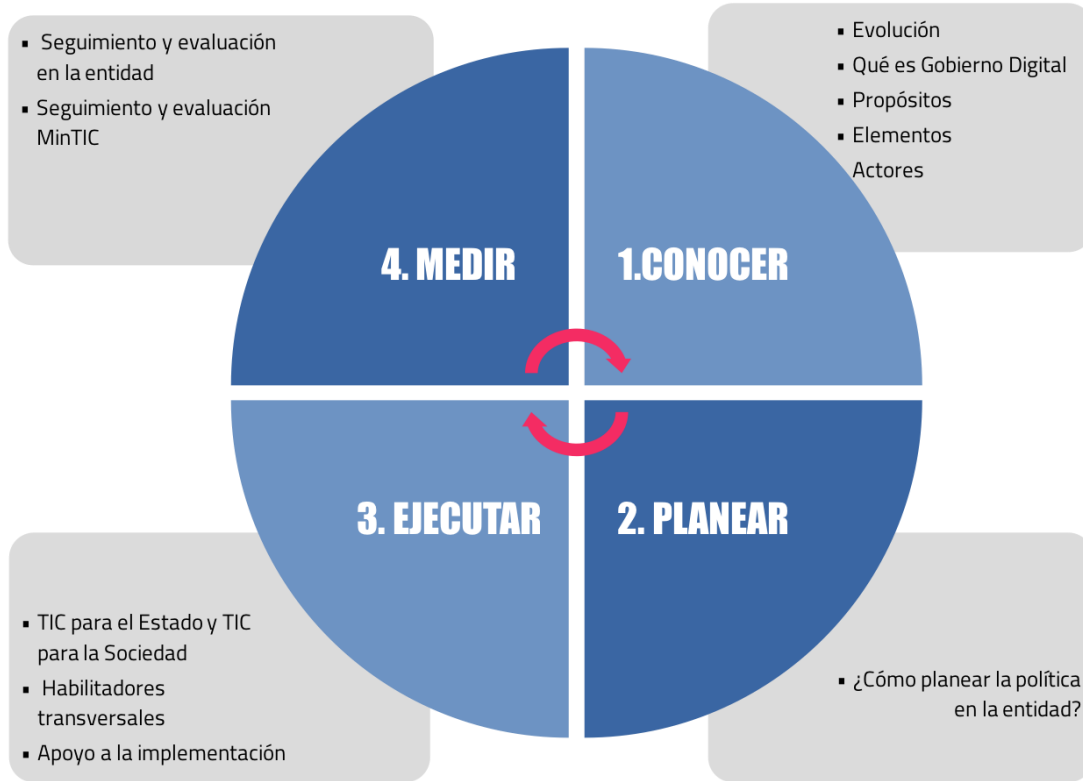 ▪ Seguimiento y evaluación
en la entidad
▪ Seguimiento y evaluación
MinTIC
▪ Evolución
▪ Qué es Gobierno Digital
▪ Propósitos
▪ Elementos
Actores
4. MEDIR
1.CONOCER
3. EJECUTAR
2. PLANEAR
▪ TIC para el Estado y TIC
para la Sociedad
▪ Habilitadores
transversales
▪ Apoyo a la implementación
▪ ¿Cómo planear la política
en la entidad?